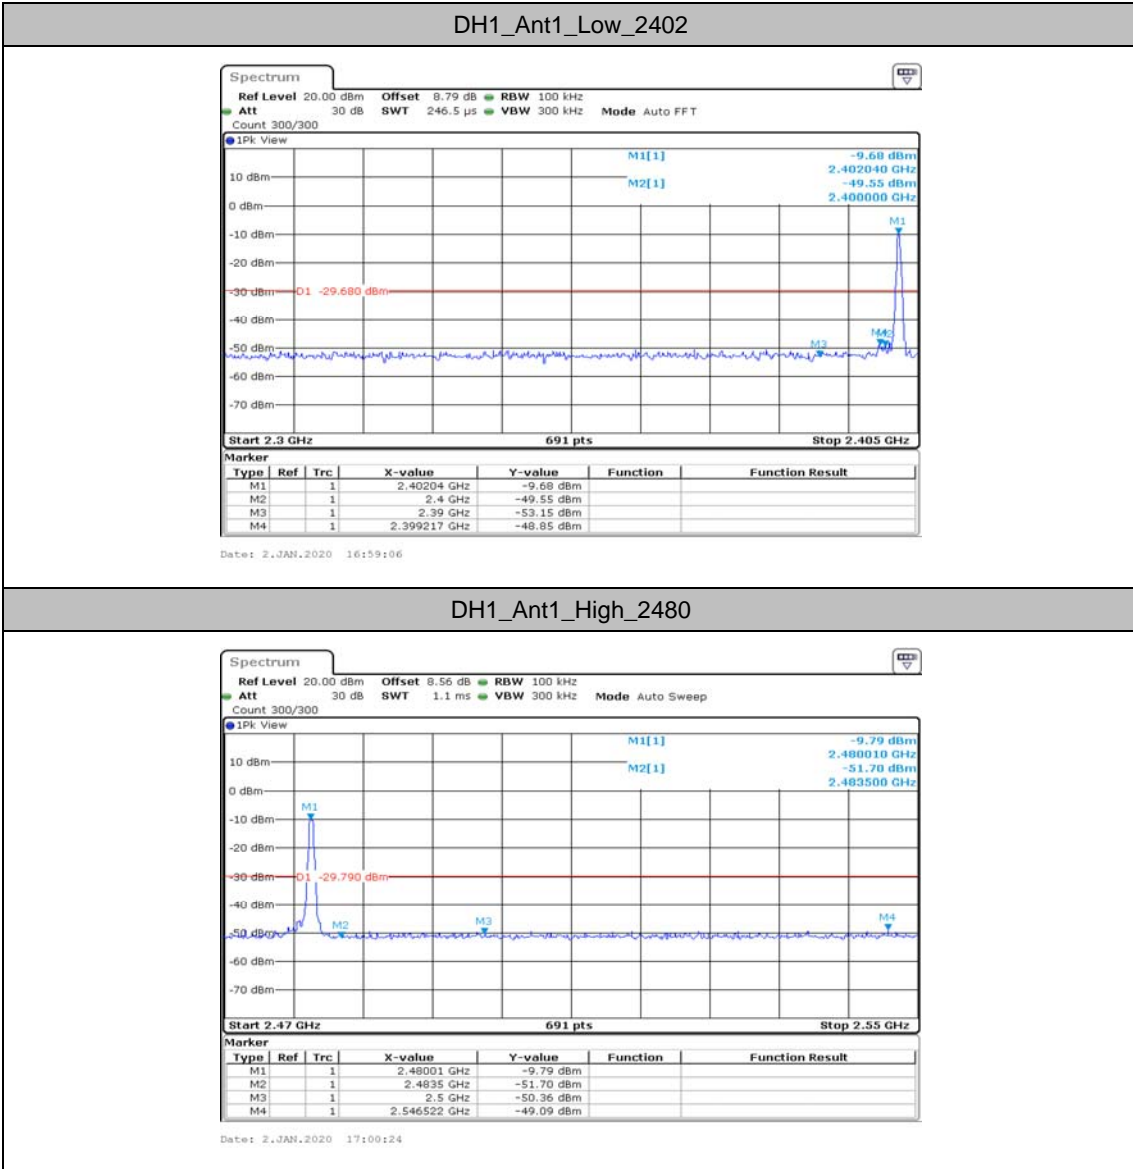 DH1_Ant1_Low_2402
Spectrum
Ref Level 20.00 dBm Offset 8.79 dB RBW 100 kHz
Att 30 dB SWT 246.5 µs VBW 300 kHz Mode Auto FFT
Count 300/300
1Pk View
M1[1] -9.68 dBm
2.402040 GHz
10 dBm
M2[1] -49.55 dBm
2.400000 GHz
0 dBm
M1
-10 dBm
-20 dBm
-30 dBm D1 -29.680 dBm
-40 dBm
M3 M4 M2
-50 dBm
-60 dBm
-70 dBm
Start 2.3 GHz 691 pts Stop 2.405 GHz
Marker
Type Ref Trc X-value Y-value Function Function Result
M1 1 2.40204 GHz -9.68 dBm
M2 1 2.4 GHz -49.55 dBm
M3 1 2.39 GHz -53.15 dBm
M4 1 2.399217 GHz -48.85 dBm
Date: 2.JAN.2020 16:59:06
DH1_Ant1_High_2480
Spectrum
Ref Level 20.00 dBm Offset 8.56 dB RBW 100 kHz
Att 30 dB SWT 1.1 ms VBW 300 kHz Mode Auto Sweep
Count 300/300
1Pk View
M1[1] -9.79 dBm
2.480010 GHz
10 dBm
M2[1] -51.70 dBm
2.483500 GHz
0 dBm
M1
-10 dBm
-20 dBm
-30 dBm D1 -29.790 dBm
-40 dBm
M2 M3 M4
-50 dBm
-60 dBm
-70 dBm
Start 2.47 GHz 691 pts Stop 2.55 GHz
Marker
Type Ref Trc X-value Y-value Function Function Result
M1 1 2.48001 GHz -9.79 dBm
M2 1 2.4835 GHz -51.70 dBm
M3 1 2.5 GHz -50.36 dBm
M4 1 2.546522 GHz -49.09 dBm
Date: 2.JAN.2020 17:00:24